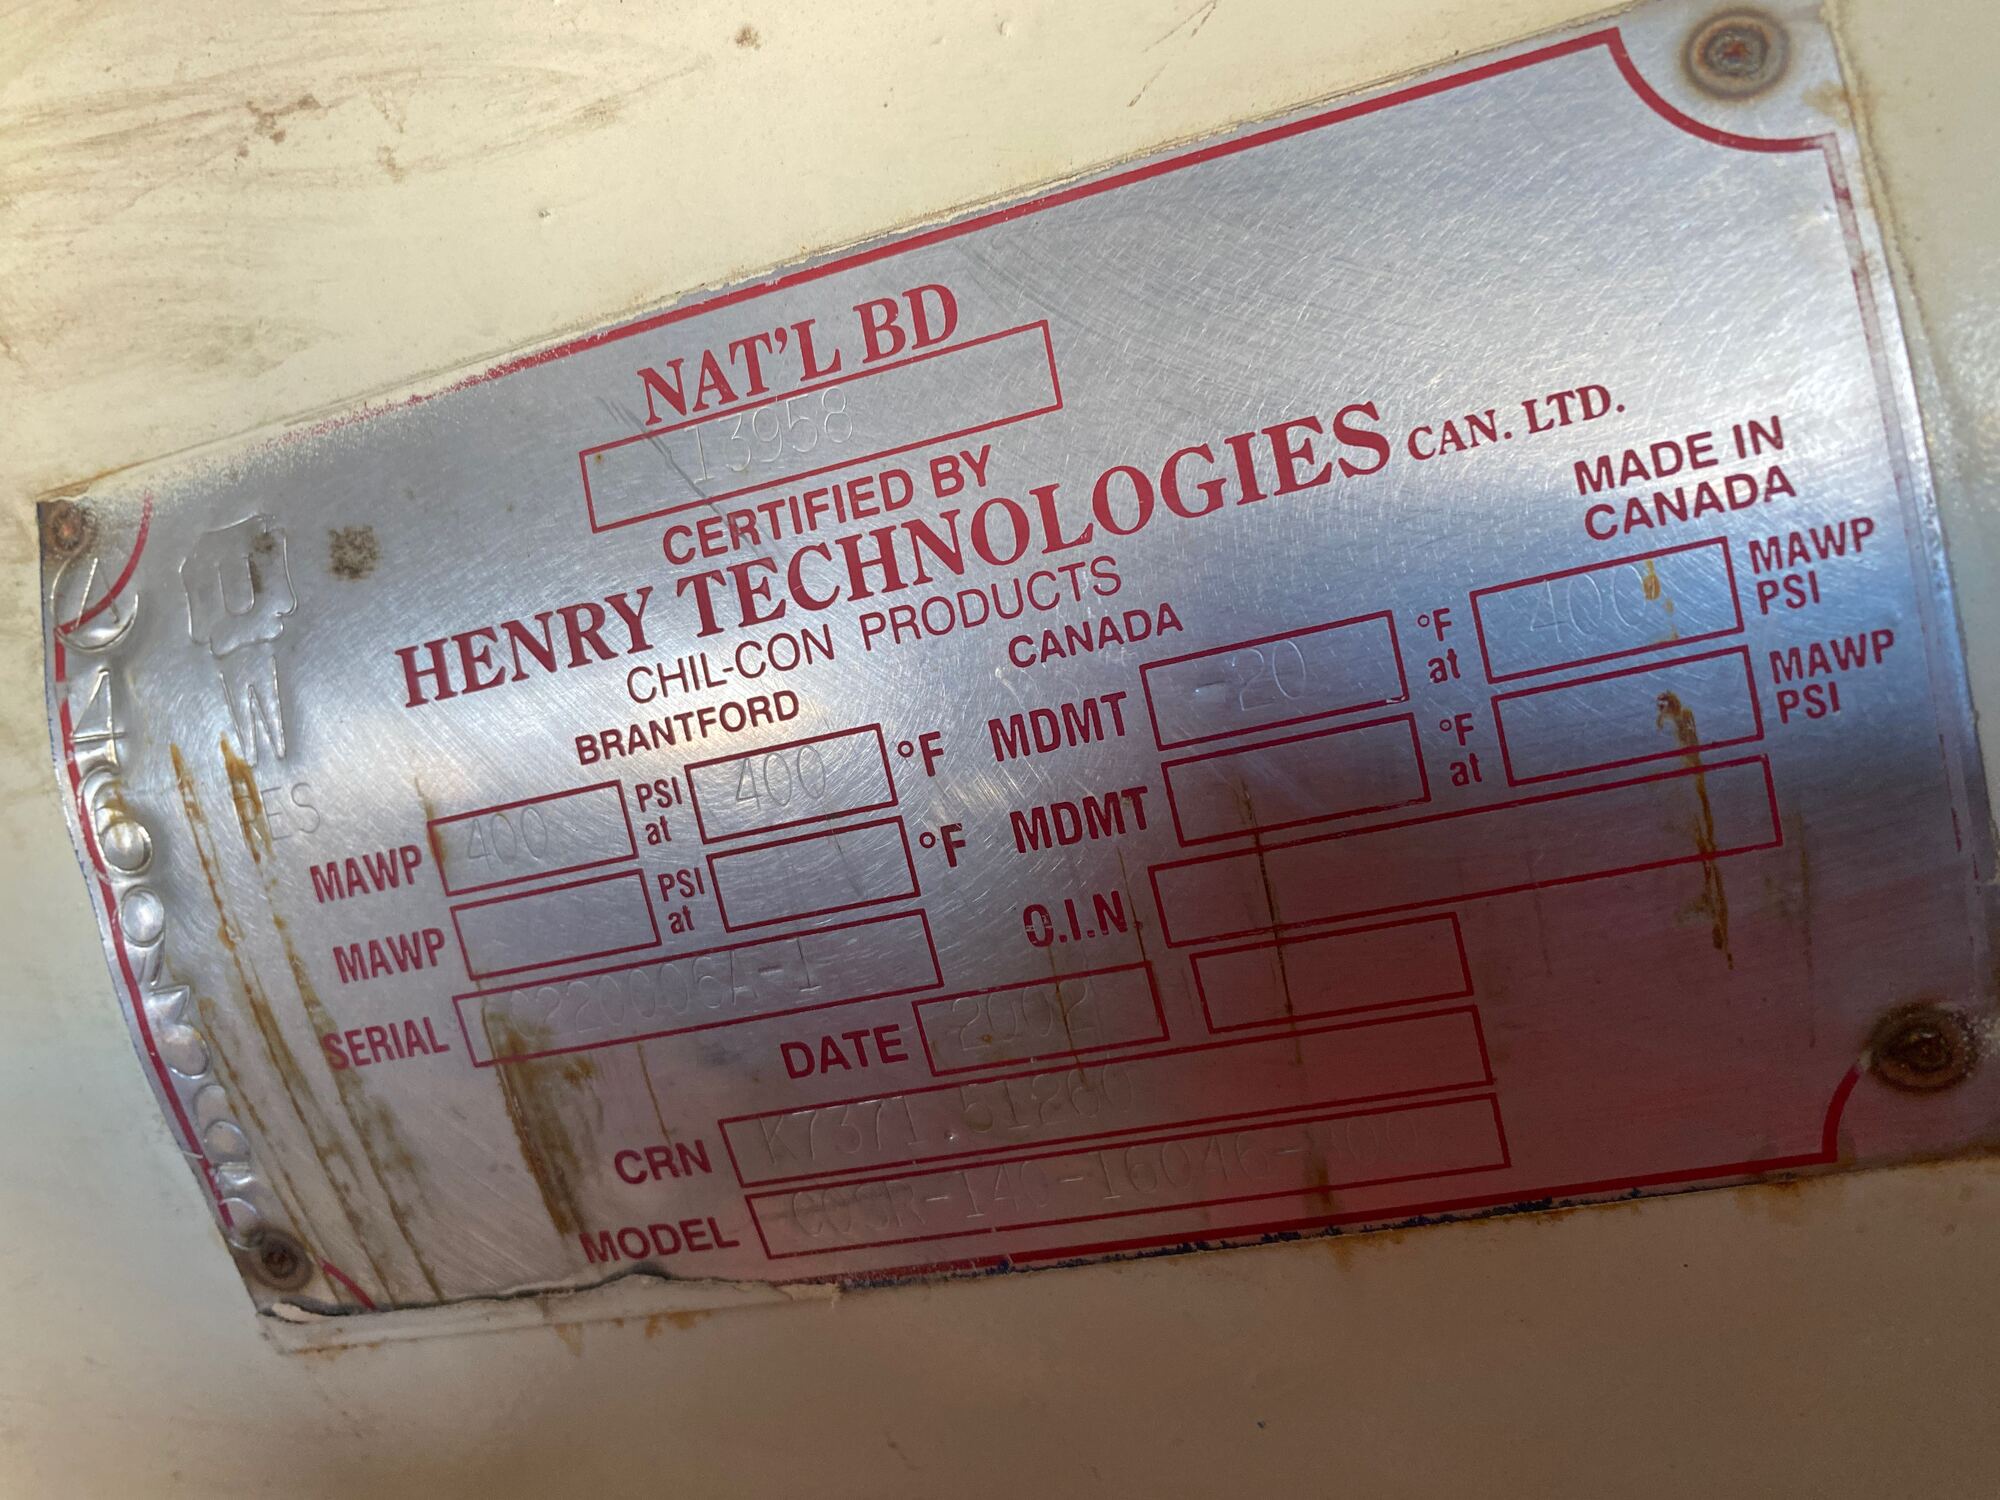 NAT'L BD
13958
CERTIFIED BY
HENRY TECHNOLOGIES CAN. LTD.
CHIL-CON PRODUCTS
BRANTFORD CANADA
MADE IN
CANADA
U
W
RES
MAWP 400 PSI at 400 °F MDMT -20 °F at 400 MAWP PSI
MAWP PSI at °F MDMT °F at MAWP PSI
SERIAL O.I.N.
DATE 2002
CRN
MODEL